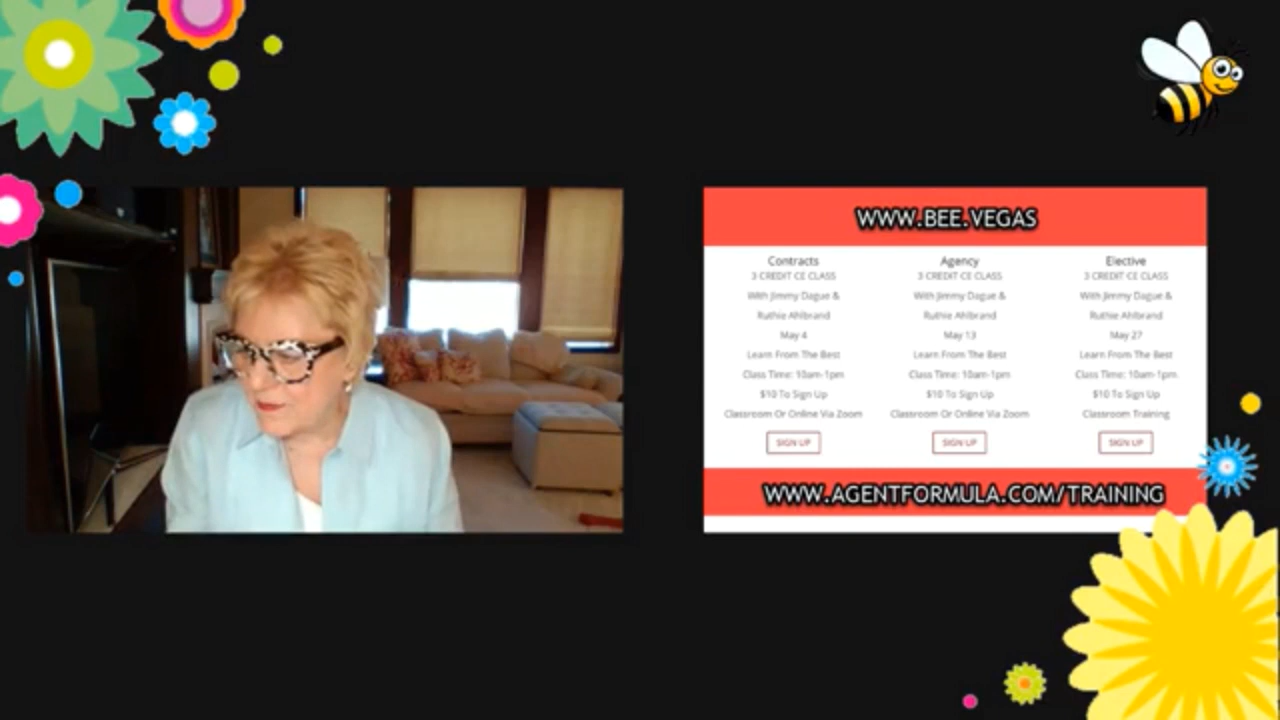 WWW.BEE.VEGAS
Contracts
3 CREDIT CE CLASS
With Jimmy Dague &
Ruthie Ahlbrand
May 4
Learn From The Best
Class Time: 10am-1pm
$10 To Sign Up
Classroom Or Online Via Zoom
SIGN UP
Agency
3 CREDIT CE CLASS
With Jimmy Dague &
Ruthie Ahlbrand
May 13
Learn From The Best
Class Time: 10am-1pm
$10 To Sign Up
Classroom Or Online Via Zoom
SIGN UP
Elective
3 CREDIT CE CLASS
With Jimmy Dague &
Ruthie Ahlbrand
May 27
Learn From The Best
Class Time: 10am-1pm.
$10 To Sign Up
Classroom Training
SIGN UP
WWW.AGENTFORMULA.COM/TRAINING